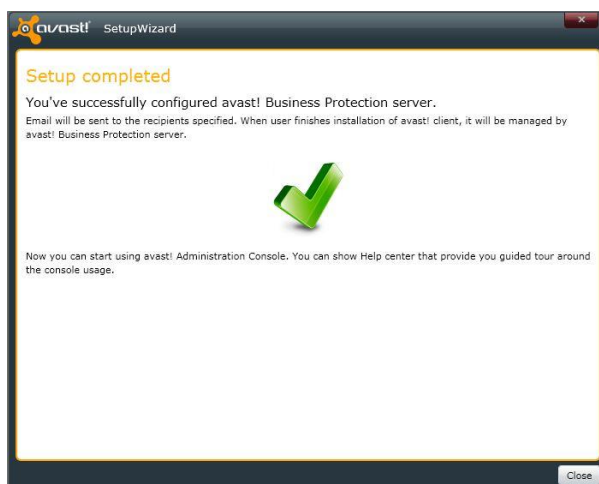 avast! SetupWizard
Setup completed
You've successfully configured avast! Business Protection server.
Email will be sent to the recipients specified. When user finishes installation of avast! client, it will be managed by
avast! Business Protection server.
Now you can start using avast! Administration Console. You can show Help center that provide you guided tour around
the console usage.
Close